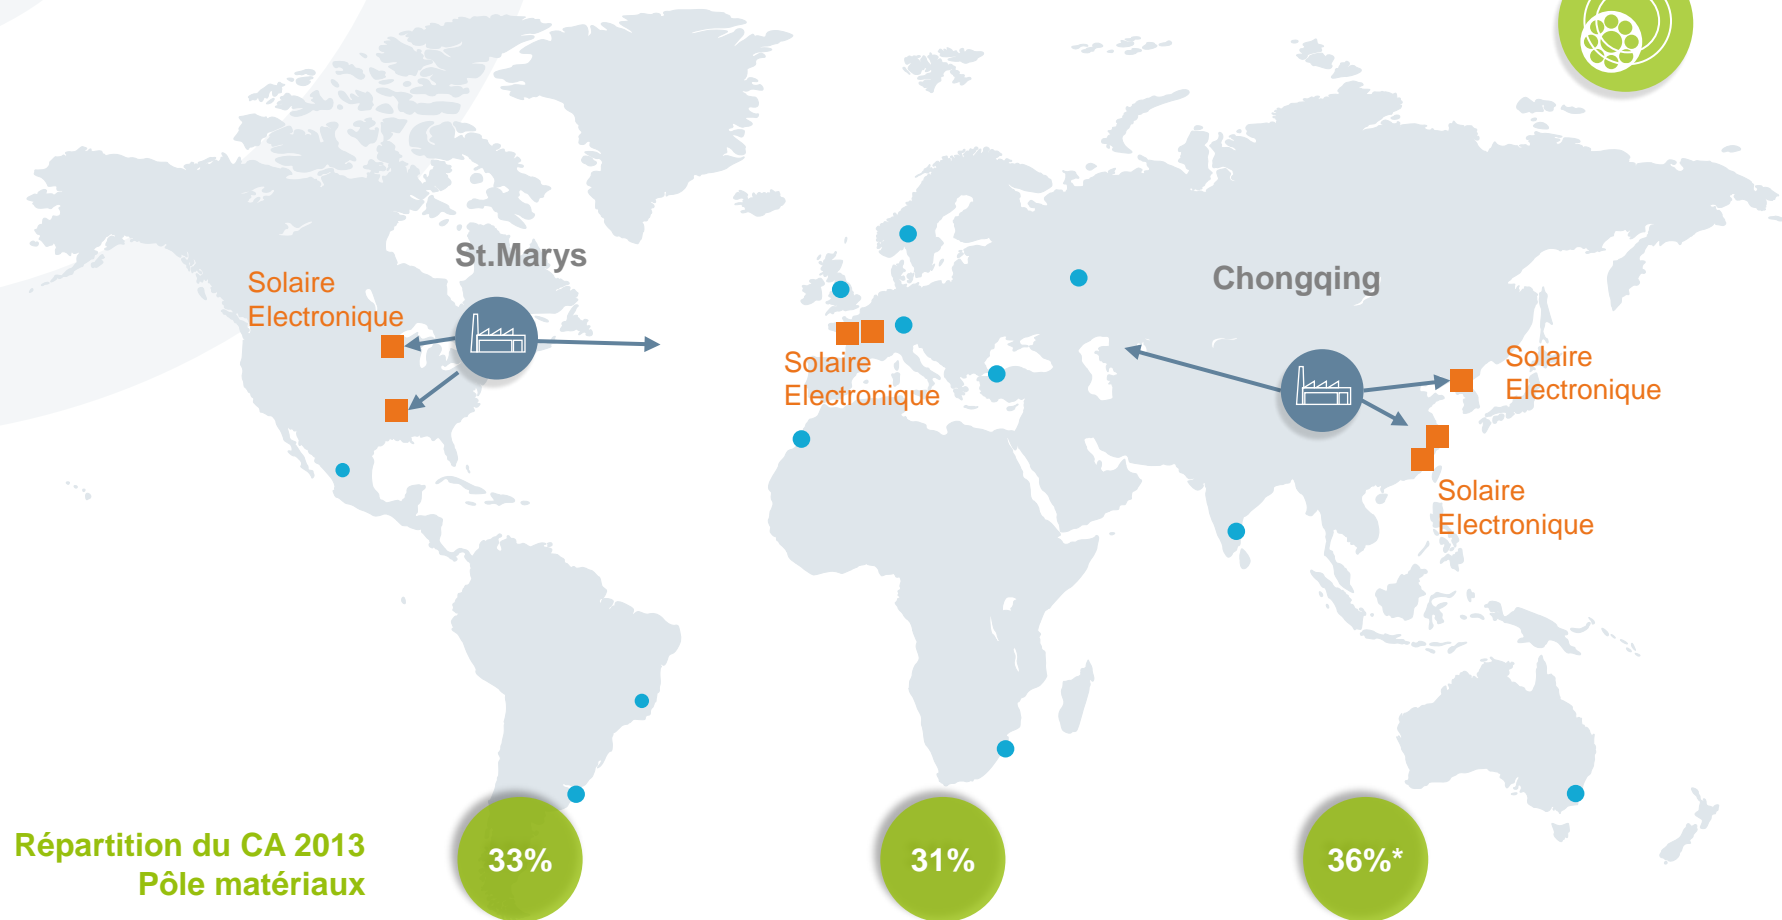 St.Marys
Solaire
Electronique
Chongqing
Solaire
Electronique
Solaire
Electronique
Solaire
Electronique
Répartition du CA 2013
Pôle matériaux
33%
31%
36%*